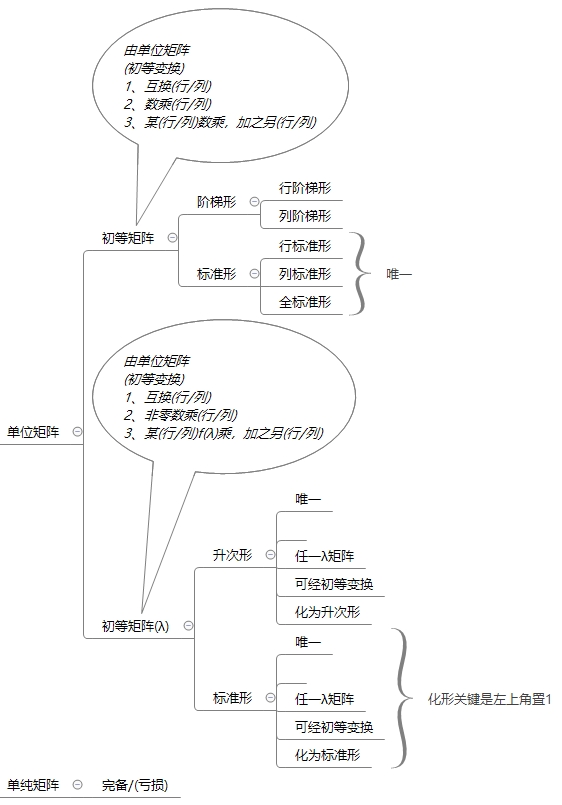 由单位矩阵
(初等变换)
1、互换(行/列)
2、数乘(行/列)
3、某(行/列)数乘，加之另(行/列)
行阶梯形
阶梯形
列阶梯形
初等矩阵
行标准形
标准形
列标准形
唯一
全标准形
由单位矩阵
(初等变换)
1、互换(行/列)
2、非零数乘(行/列)
3、某(行/列)f(λ)乘，加之另(行/列)
单位矩阵
唯一
升次形
任一λ矩阵
可经初等变换
化为升次形
初等矩阵(λ)
唯一
标准形
任一λ矩阵
化形关键是左上角置1
可经初等变换
化为标准形
单纯矩阵
完备/(亏损)